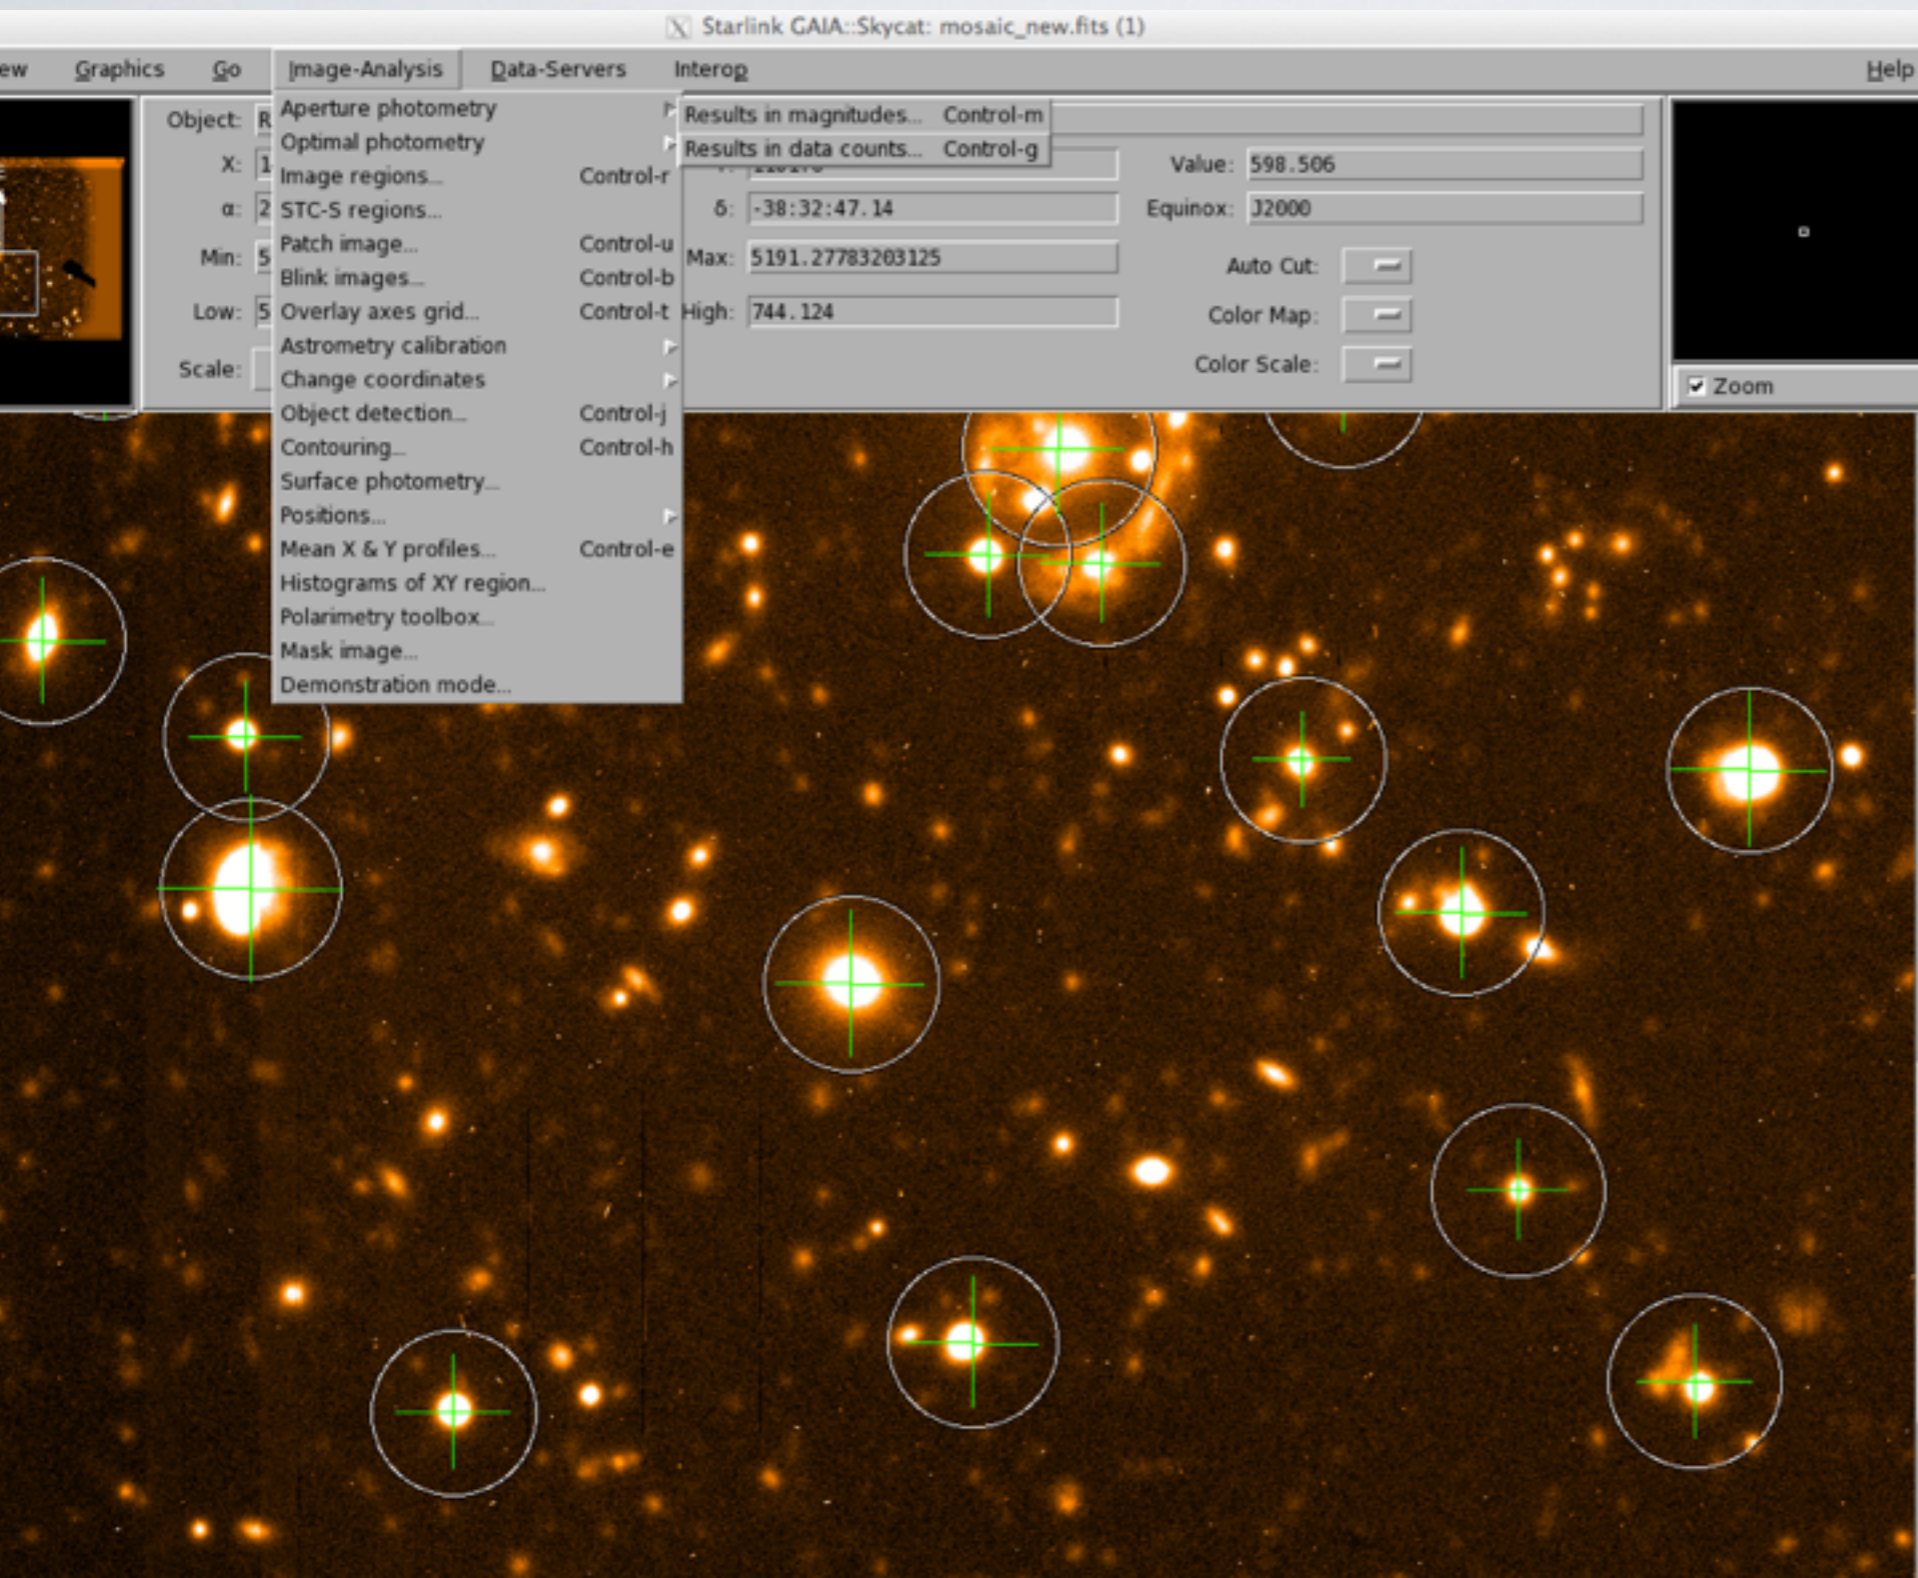 Starlink GAIA::Skycat: mosaic_new.fits (1)
ew Graphics Go Image-Analysis Data-Servers Interop Help
Object: R
X: 1
α: 2
Min: 5
Low: 5
Scale:
Aperture photometry
Optimal photometry
Image regions... Control-r
STC-S regions...
Patch image... Control-u
Blink images... Control-b
Overlay axes grid... Control-t
Astrometry calibration
Change coordinates
Object detection... Control-j
Contouring... Control-h
Surface photometry...
Positions...
Mean X & Y profiles... Control-e
Histograms of XY region...
Polarimetry toolbox...
Mask image...
Demonstration mode...
Results in magnitudes... Control-m
Results in data counts... Control-g
Value: 598.506
δ: -38:32:47.14
Equinox: J2000
Max: 5191.27783203125
Auto Cut:
High: 744.124
Color Map:
Color Scale:
Zoom